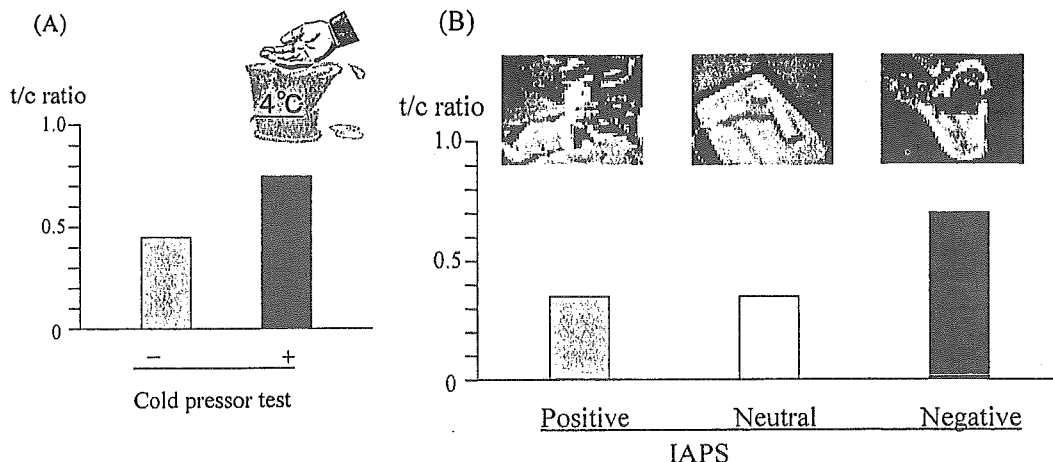 (A)
4°C
t/c ratio
1.0
0.5
0
− +
Cold pressor test
(B)
t/c ratio
1.0
0.5
0
Positive Neutral Negative
IAPS